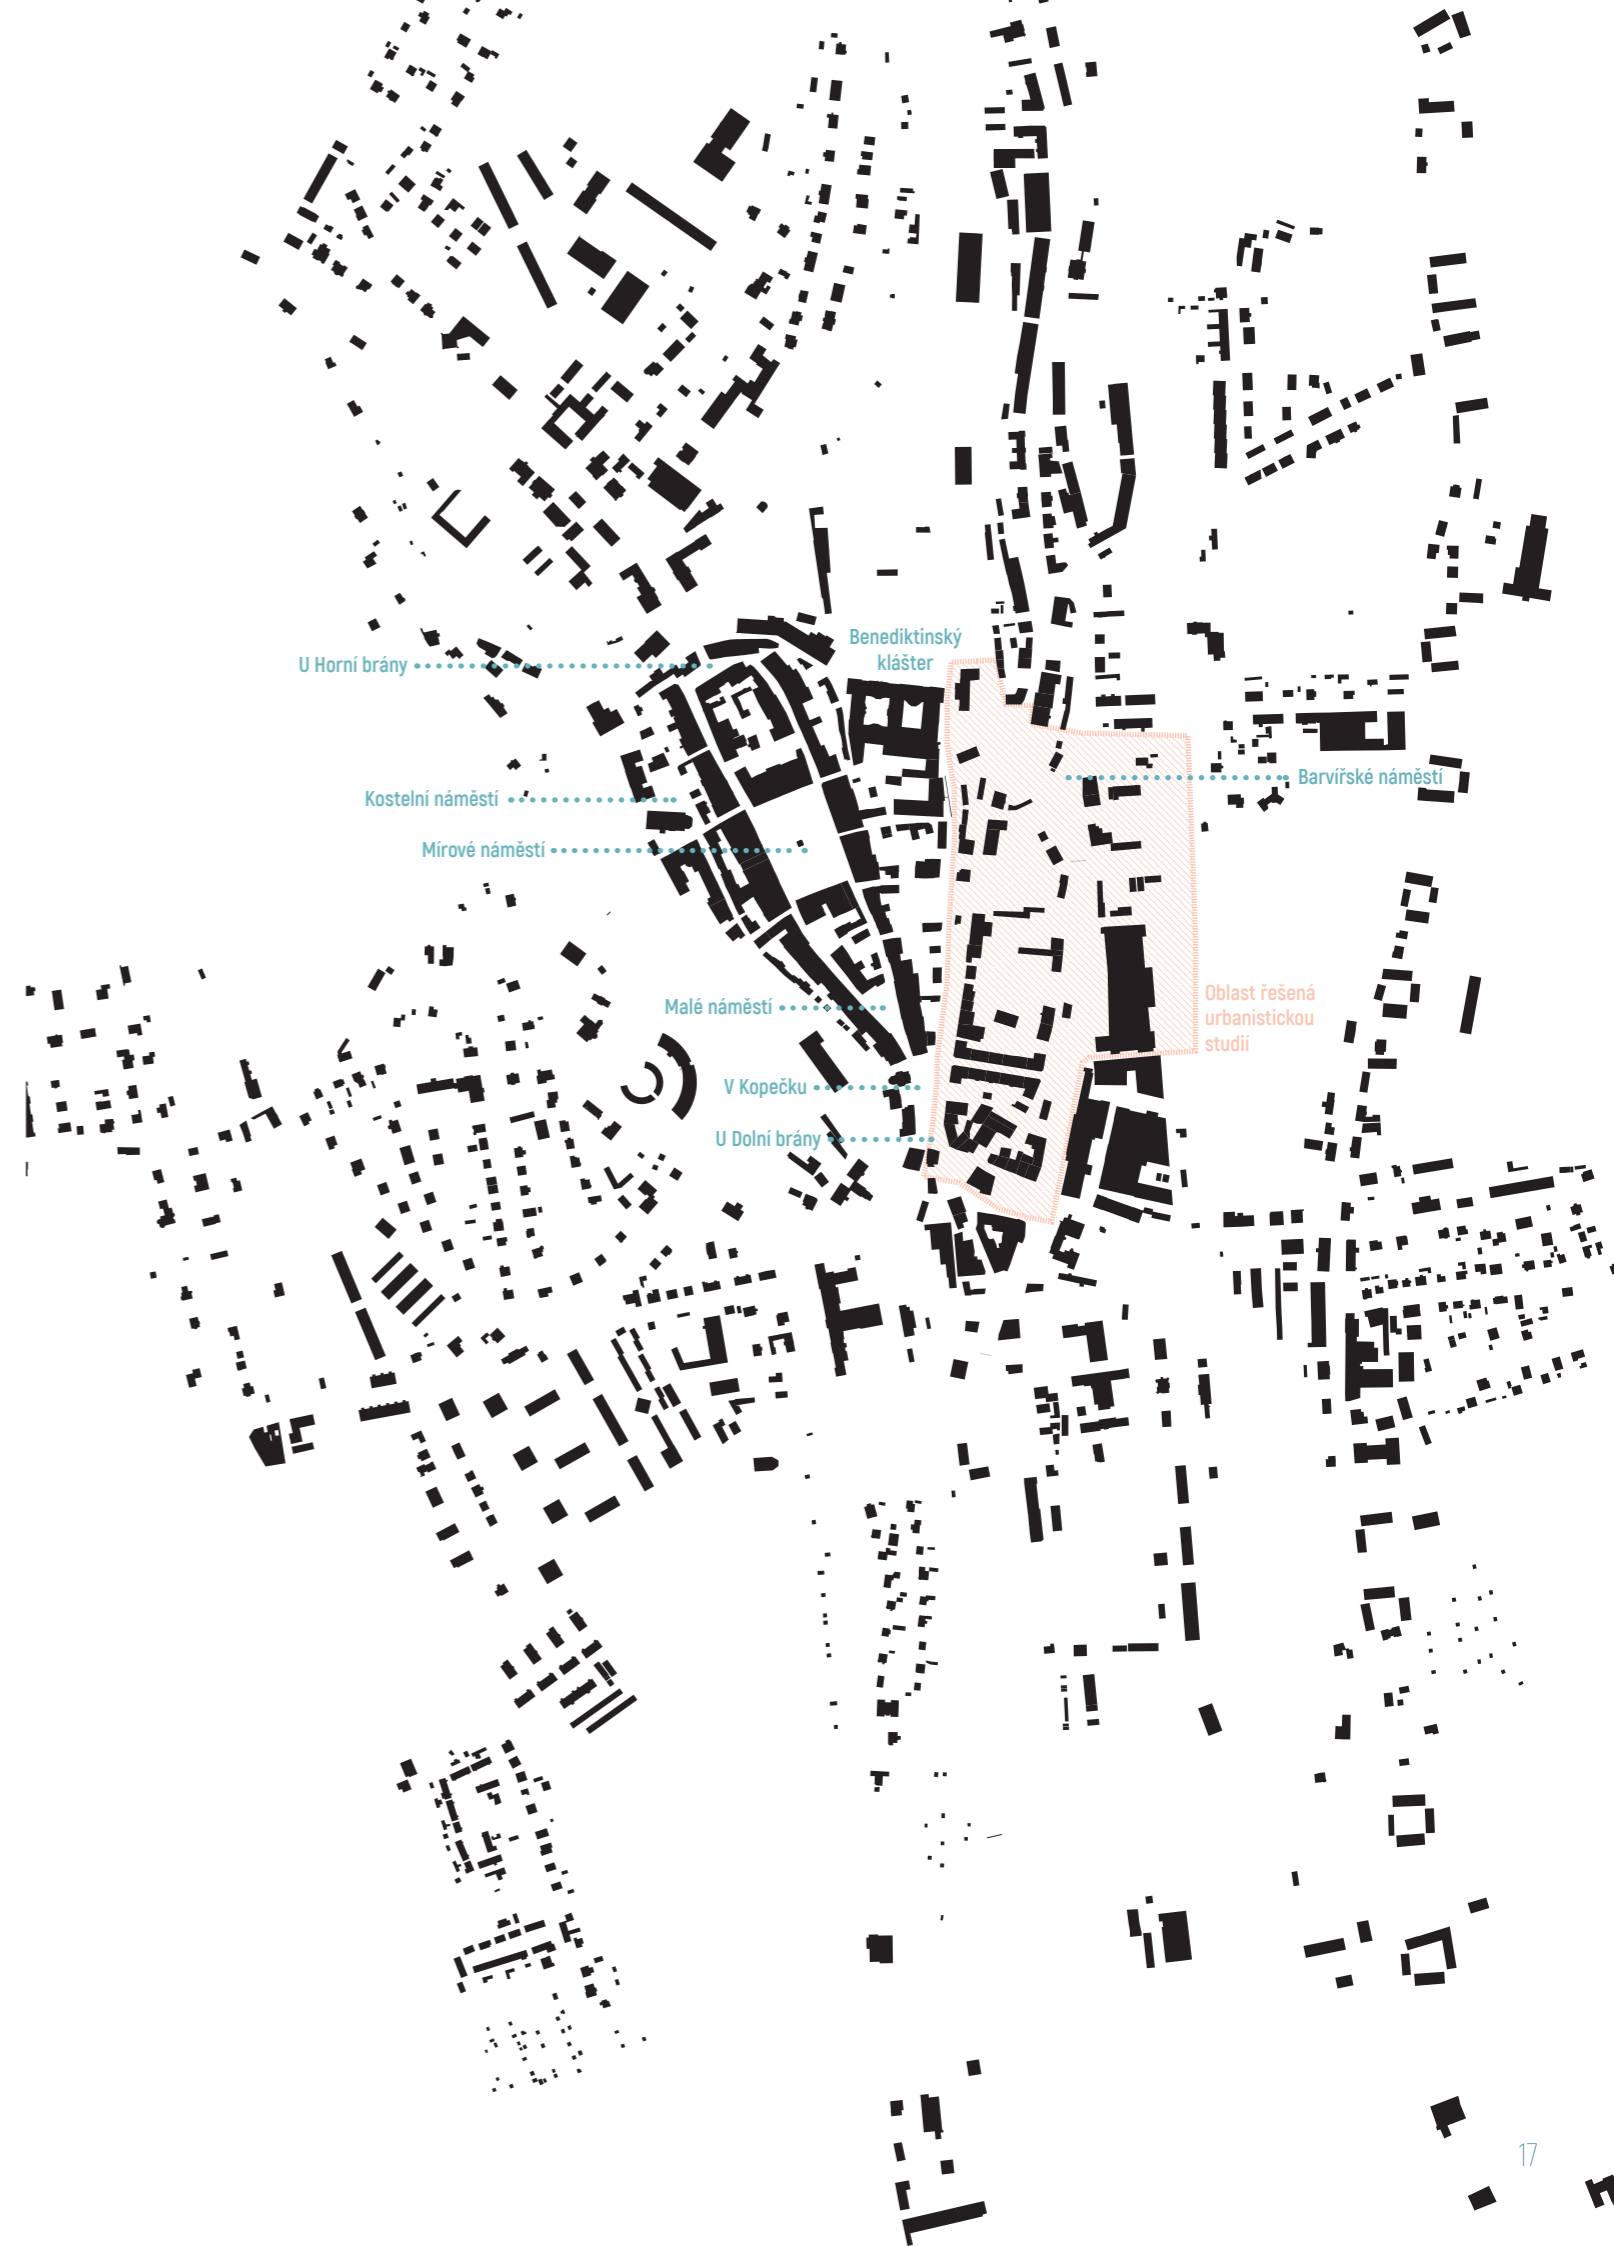 Benediktinský
klášter
U Horní brány
Barvířské náměstí
Kostelní náměstí
Mírové náměstí
Malé náměstí
Oblast řešená
urbanistickou
studií
V Kopečku
U Dolní brány
17